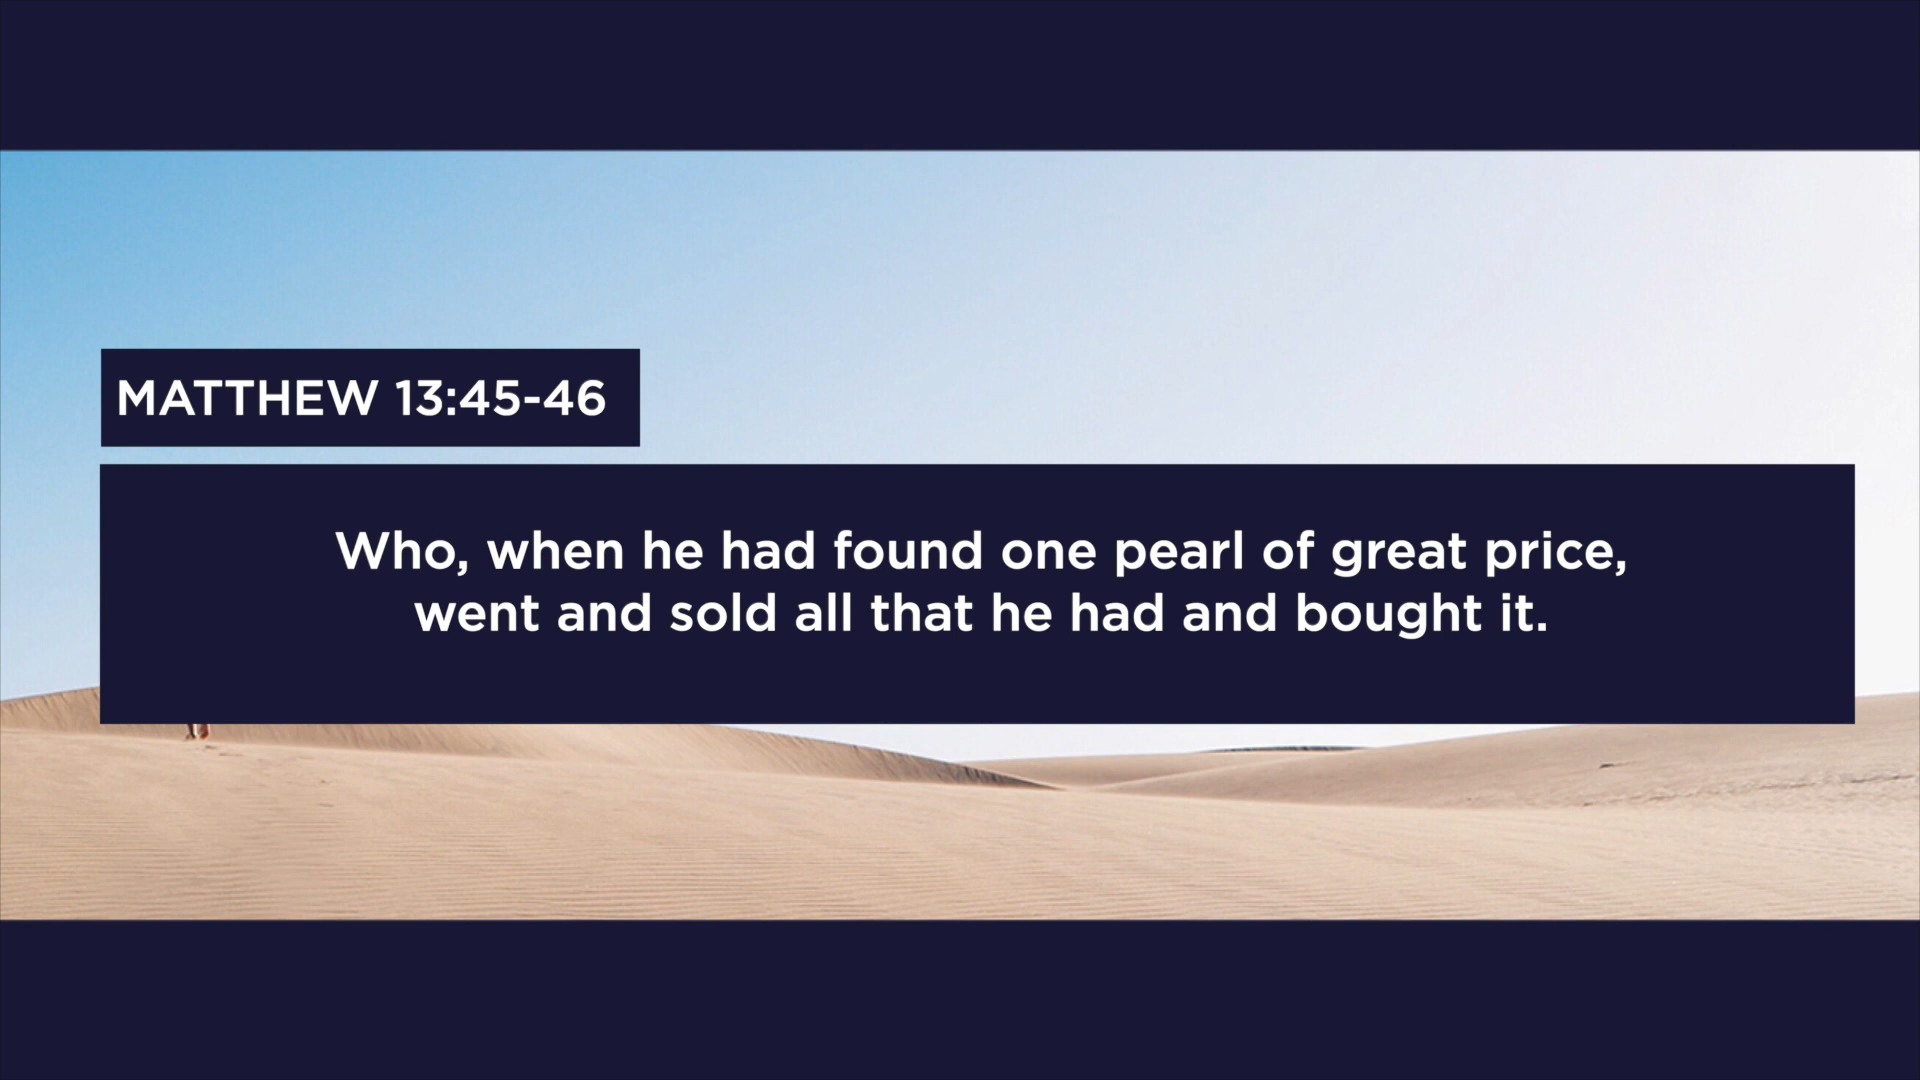 MATTHEW 13:45-46
Who, when he had found one pearl of great price,
went and sold all that he had and bought it.